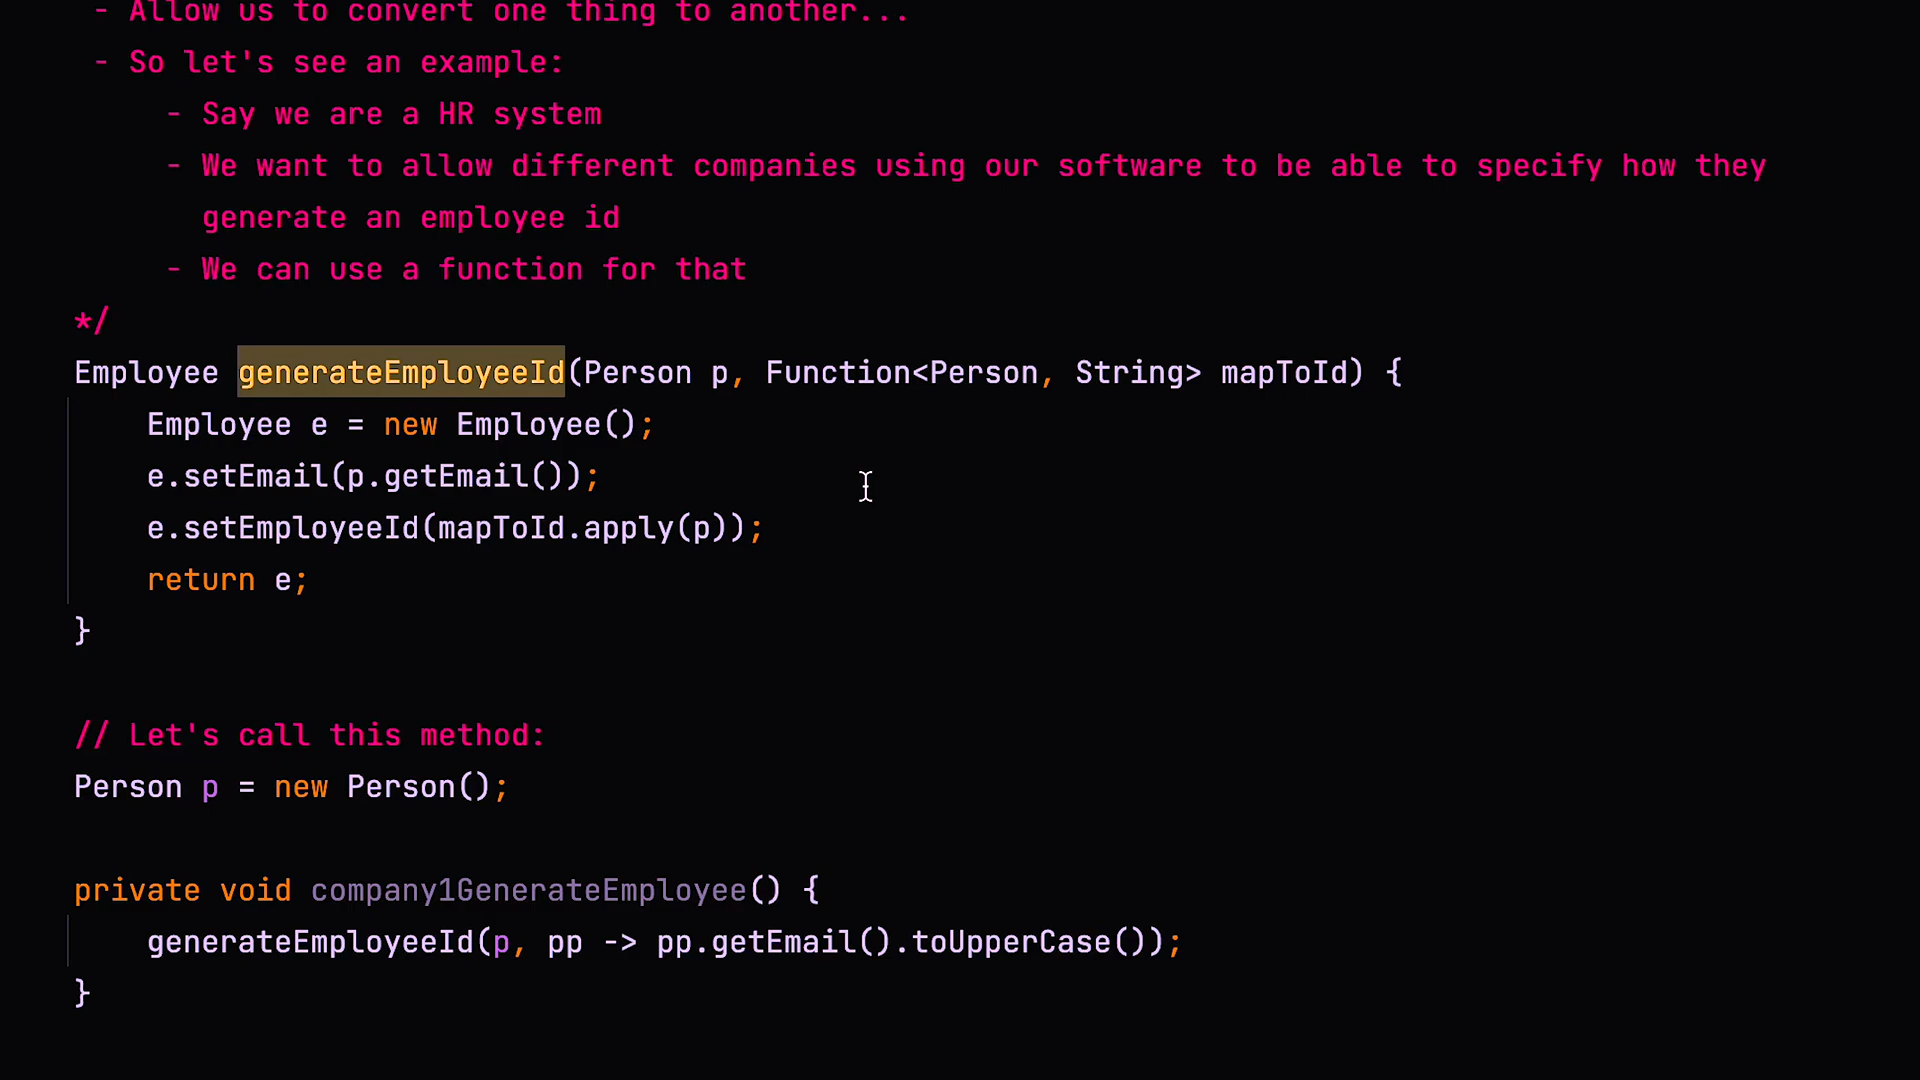 - Allow us to convert one thing to another...
- So let's see an example:
- Say we are a HR system
- We want to allow different companies using our software to be able to specify how they
generate an employee id
- We can use a function for that
*/
Employee generateEmployeeId(Person p, Function<Person, String> mapToId) {
Employee e = new Employee();
e.setEmail(p.getEmail());
e.setEmployeeId(mapToId.apply(p));
return e;
}
// Let's call this method:
Person p = new Person();
private void company1GenerateEmployee() {
generateEmployeeId(p, pp -> pp.getEmail().toUpperCase());
}